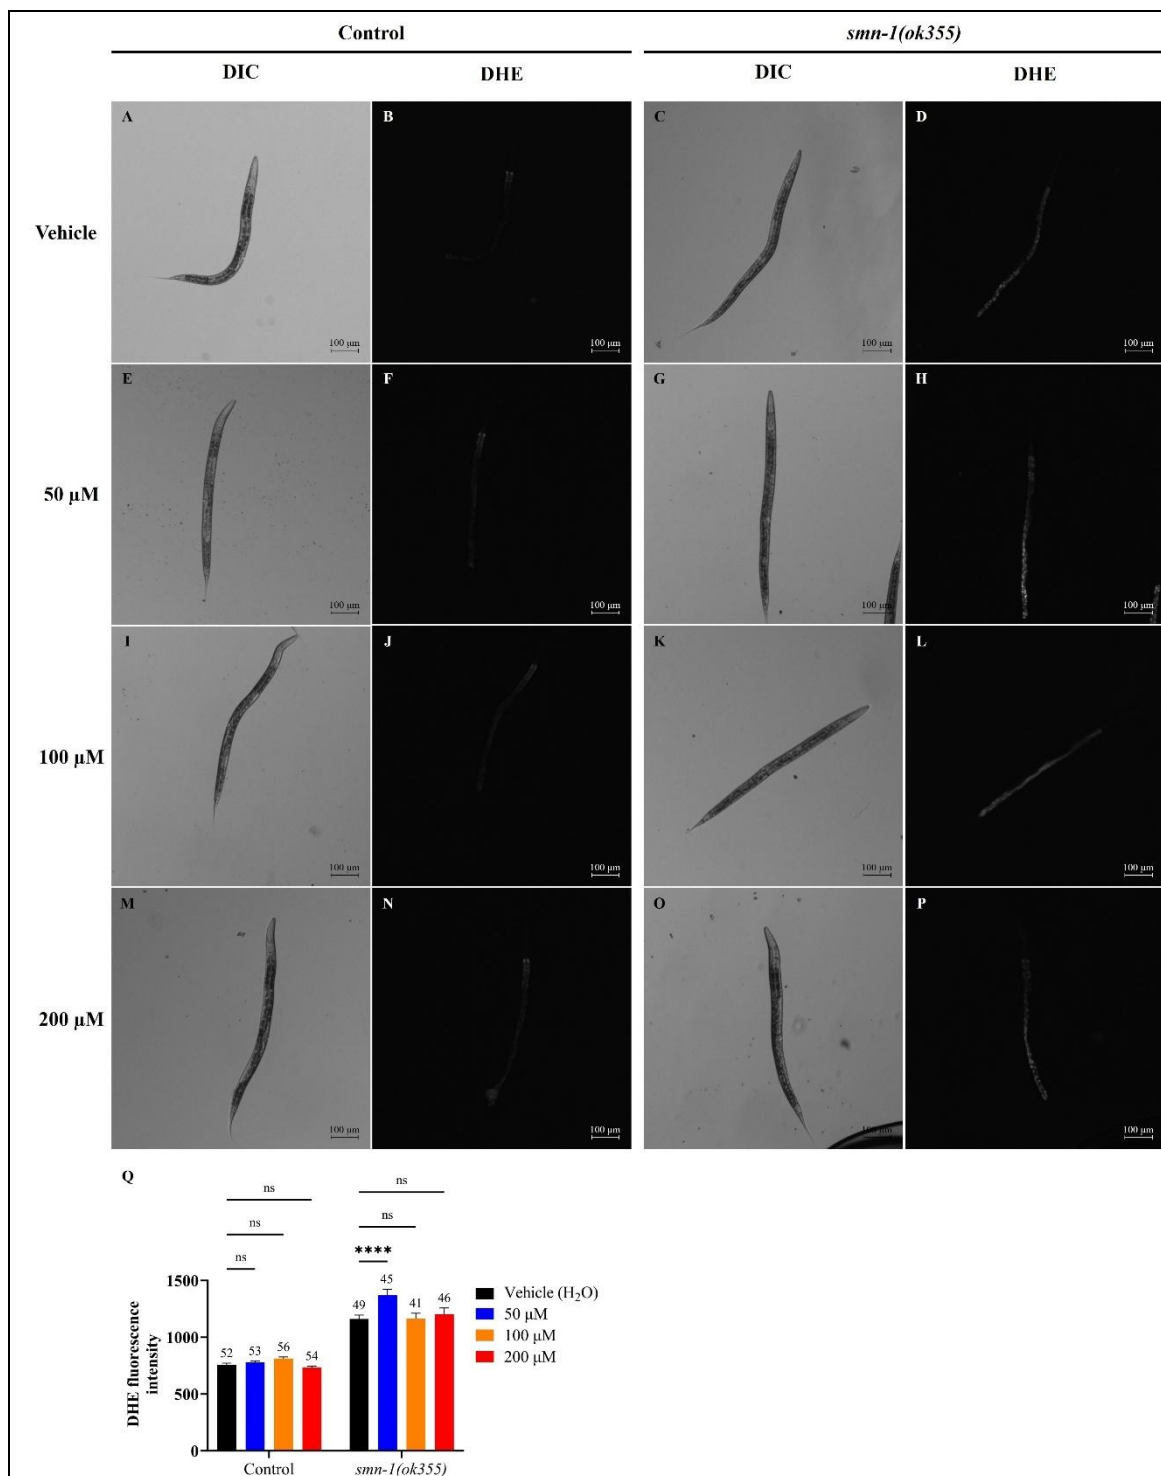 Control smn-1(ok355)
DIC DHE DIC DHE
Vehicle
A B C D
100 µm 100 µm 100 µm 100 µm
50 µM
E F G H
100 µm 100 µm 100 µm 100 µm
100 µM
I J K L
100 µm 100 µm 100 µm 100 µm
200 µM
M N O P
100 µm 100 µm 100 µm 100 µm
Q
ns ns
ns ns
ns ****
DHE fluorescence
intensity
1500
1000
500
0
52 53 56 54 49 45 41 46
Control smn-1(ok355)
Vehicle (H₂O)
50 µM
100 µM
200 µM